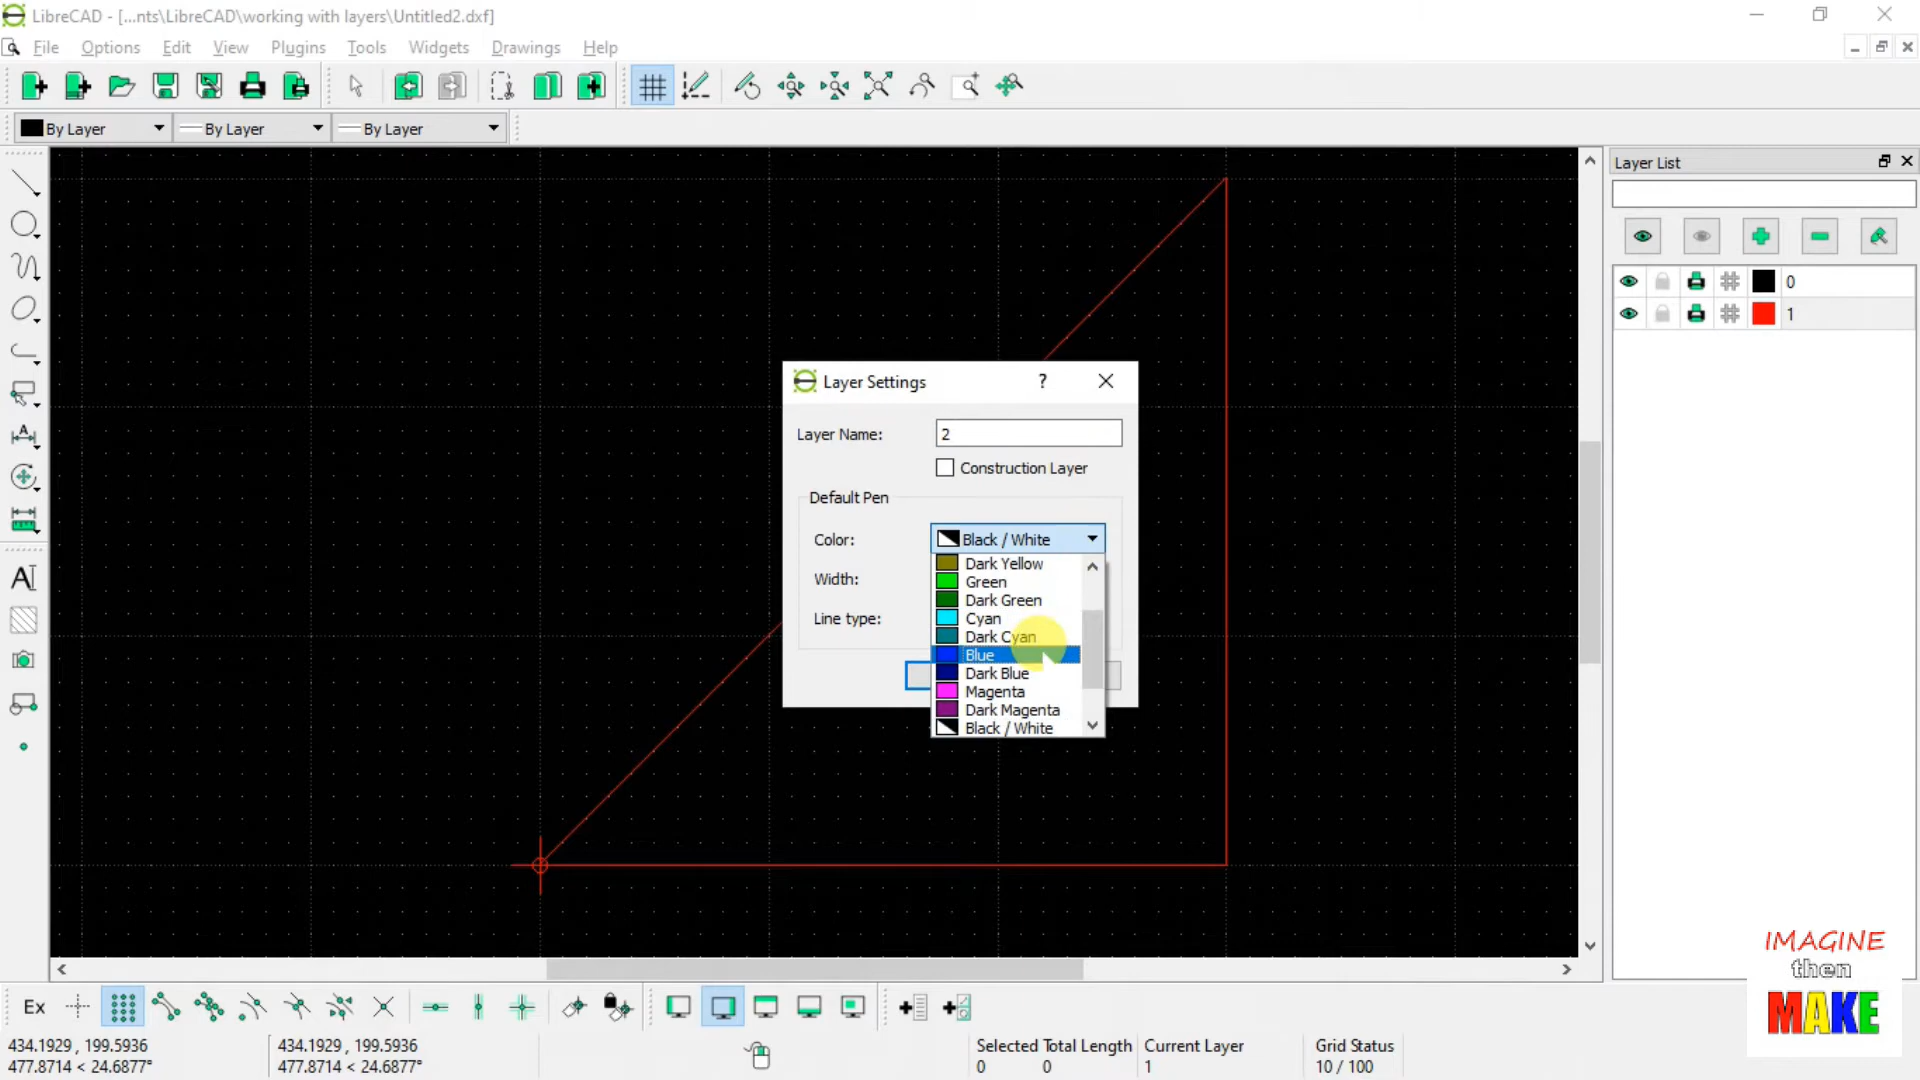 LibreCAD - [...nts\LibreCAD\working with layers\Untitled2.dxf]
File Options Edit View Plugins Tools Widgets Drawings Help
By Layer By Layer By Layer
Layer List
0
1
Layer Settings ?
Layer Name: 2
Construction Layer
Default Pen
Color: Black / White
Dark Yellow
Green
Dark Green
Cyan
Dark Cyan
Blue
Dark Blue
Magenta
Dark Magenta
Black / White
Width:
Line type:
A
IMAGINE
then
MAKE
Ex
434.1929 , 199.5936 434.1929 , 199.5936 Selected Total Length Current Layer Grid Status
477.8714 < 24.6877° 477.8714 < 24.6877° 0 0 1 10 / 100